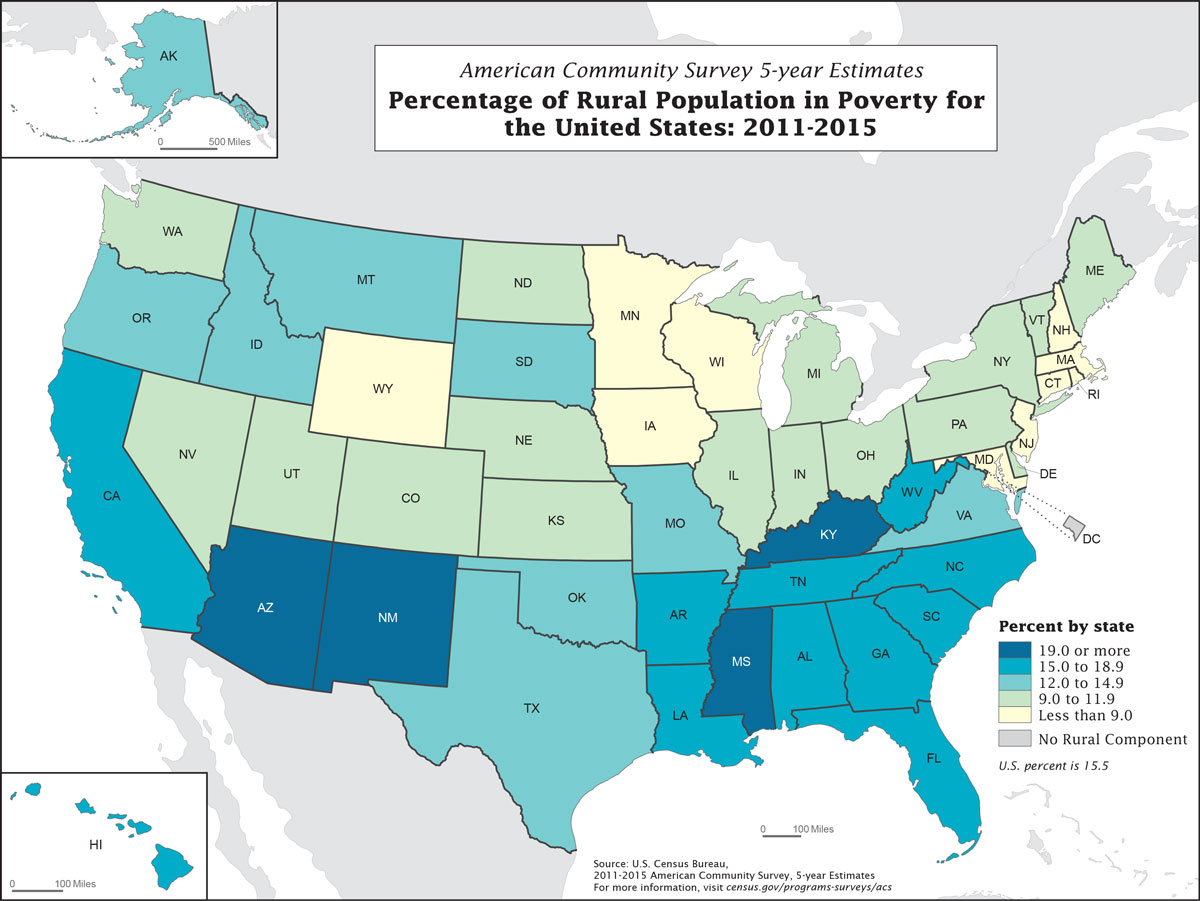 AK
0 500 Miles
American Community Survey 5-year Estimates
Percentage of Rural Population in Poverty for
the United States: 2011-2015
WA
MT
ND
MN
ME
OR
ID
SD
WI
MI
VT
NH
NY
MA
CT
RI
WY
IA
NE
PA
NJ
NV
UT
CO
IL
IN
OH
MD
DE
CA
KS
MO
WV
VA
KY
DC
AZ
NM
OK
AR
TN
NC
SC
MS
AL
GA
TX
LA
FL
Percent by state
19.0 or more
15.0 to 18.9
12.0 to 14.9
9.0 to 11.9
Less than 9.0
No Rural Component
U.S. percent is 15.5
HI
0 100 Miles
0 100 Miles
Source: U.S. Census Bureau,
2011-2015 American Community Survey, 5-year Estimates
For more information, visit census.gov/programs-surveys/acs